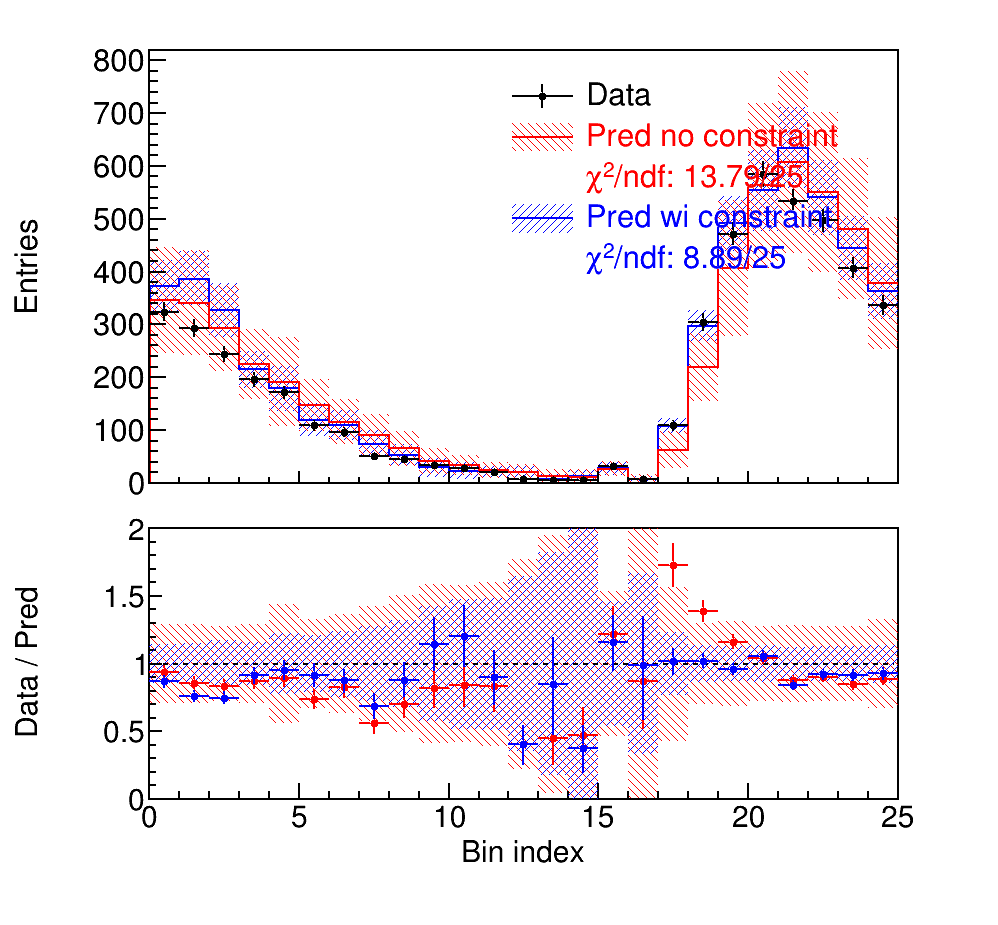 800
700
600
500
400
300
200
100
0
Entries
Data
Pred no constraint
χ²/ndf: 13.79/25
Pred wi constraint
χ²/ndf: 8.89/25
2
1.5
1
0.5
0
Data / Pred
0 5 10 15 20 25
Bin index